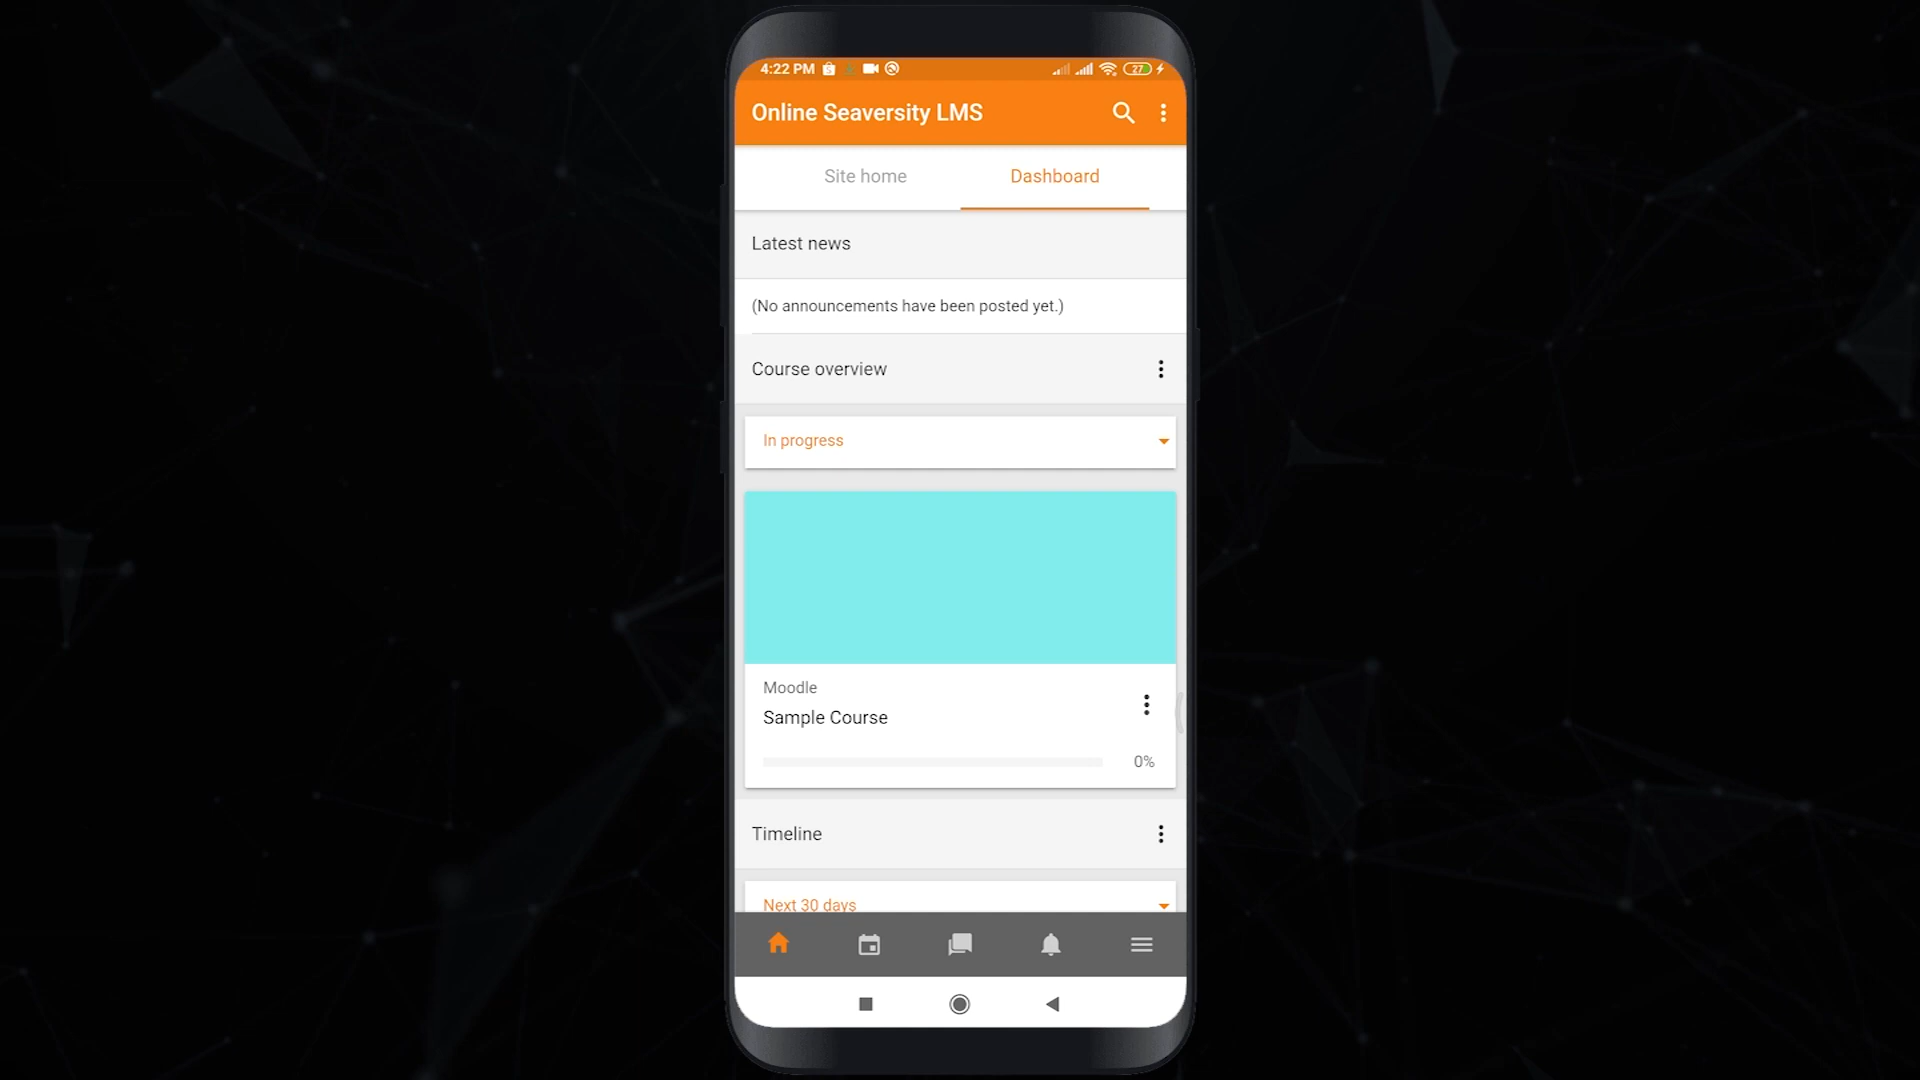 4:22 PM
27
Online Seaversity LMS
Site home
Dashboard
Latest news
(No announcements have been posted yet.)
Course overview
In progress
Moodle
Sample Course
0%
Timeline
Next 30 days